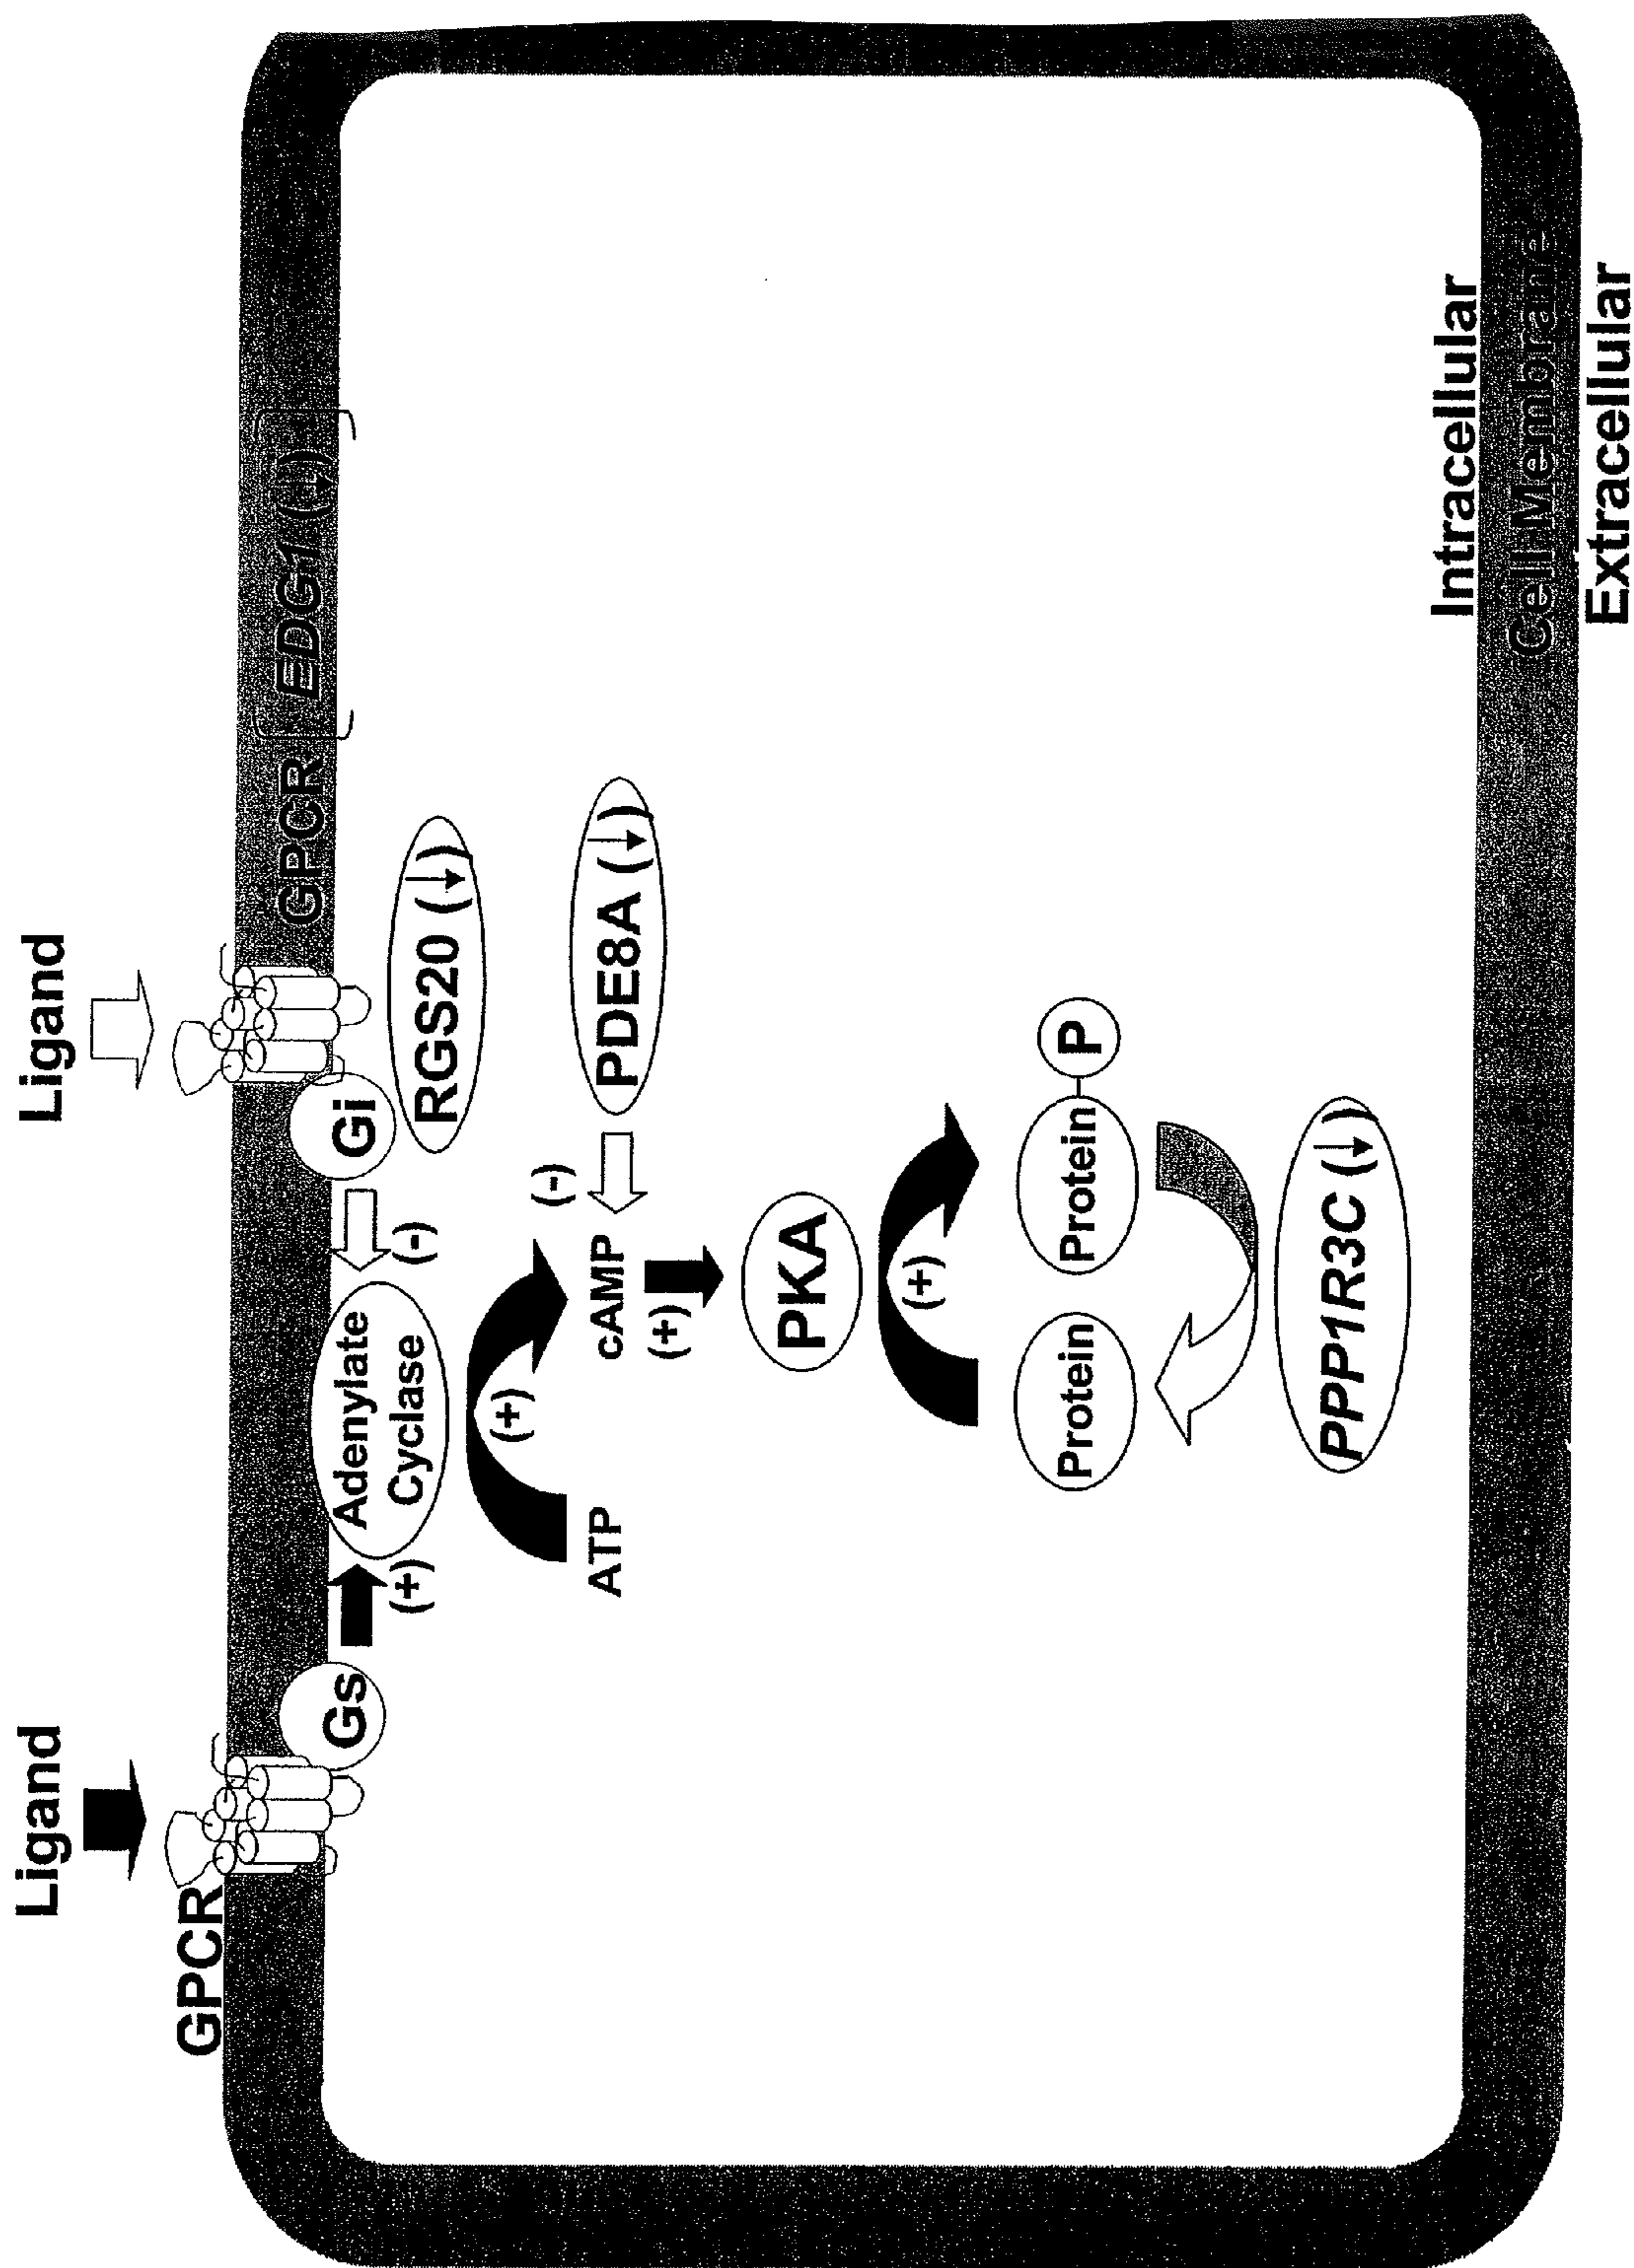 Ligand
Ligand
GPCR
GPCR [EDG1 (↓)]
Gs
(+)
Adenylate
Cyclase
(-)
Gi
RGS20 (↓)
(+)
ATP
cAMP
(-)
PDE8A (↓)
(+)
PKA
(+)
Protein
Protein
P
PPP1R3C (↓)
Intracellular
Cell Membrane
Extracellular